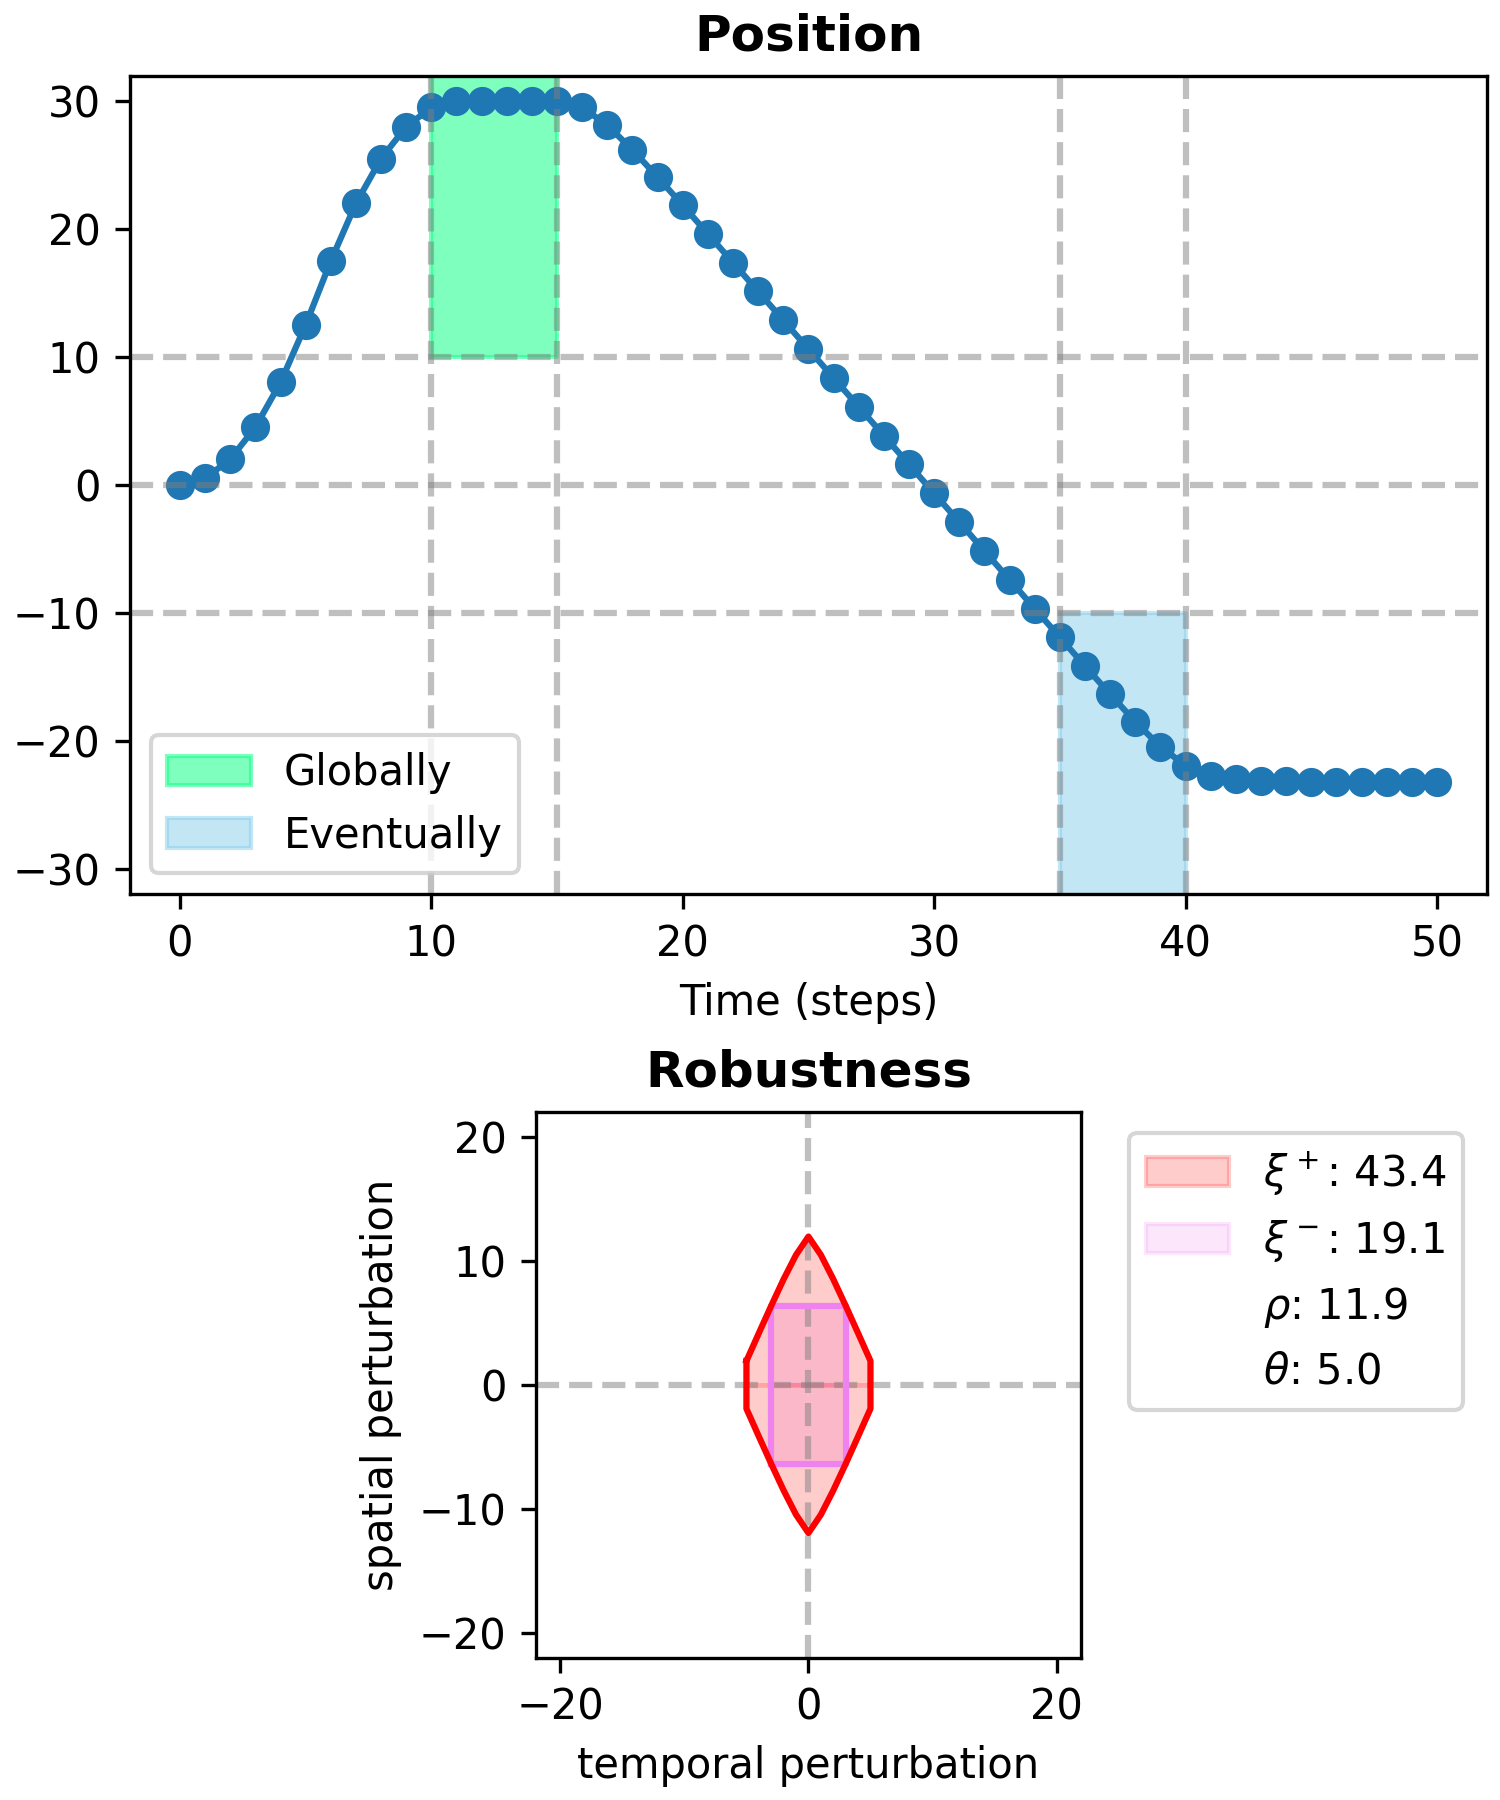 Position
30
20
10
0
−10
−20
−30
Globally
Eventually
0 10 20 30 40 50
Time (steps)
Robustness
20
10
0
−10
−20
spatial perturbation
ξ⁺: 43.4
ξ⁻: 19.1
ρ: 11.9
θ: 5.0
−20 0 20
temporal perturbation